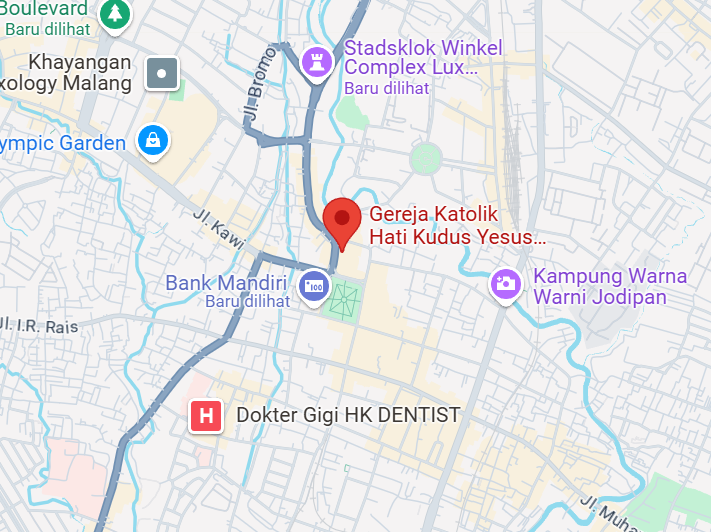 Boulevard
Baru dilihat
Khayangan
xology Malang
Jl. Bromo
Stadsklok Winkel
Complex Lux...
Baru dilihat
ympic Garden
Jl. Kawi
Gereja Katolik
Hati Kudus Yesus...
Bank Mandiri
Baru dilihat
100
Kampung Warna
Warni Jodipan
Jl. I.R. Rais
H
Dokter Gigi HK DENTIST
Jl. Muha